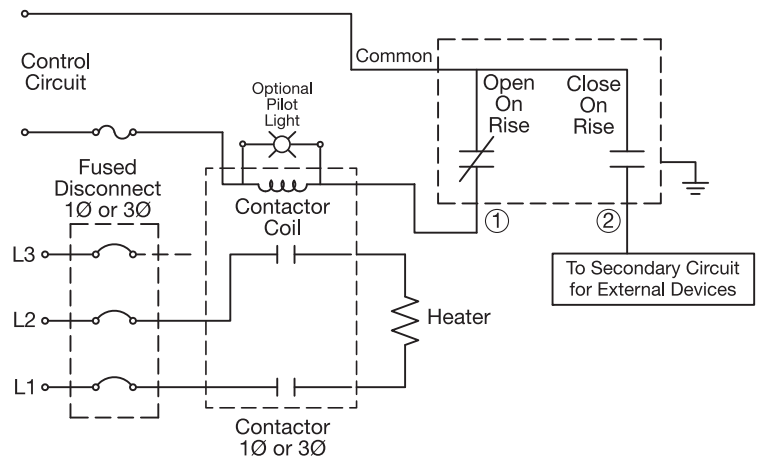 Control
Circuit
Common
Open
On
Rise
Close
On
Rise
Optional
Pilot
Light
Fused
Disconnect
1Ø or 3Ø
Contactor
Coil
①
②
L3
L2
L1
Heater
To Secondary Circuit
for External Devices
Contactor
1Ø or 3Ø